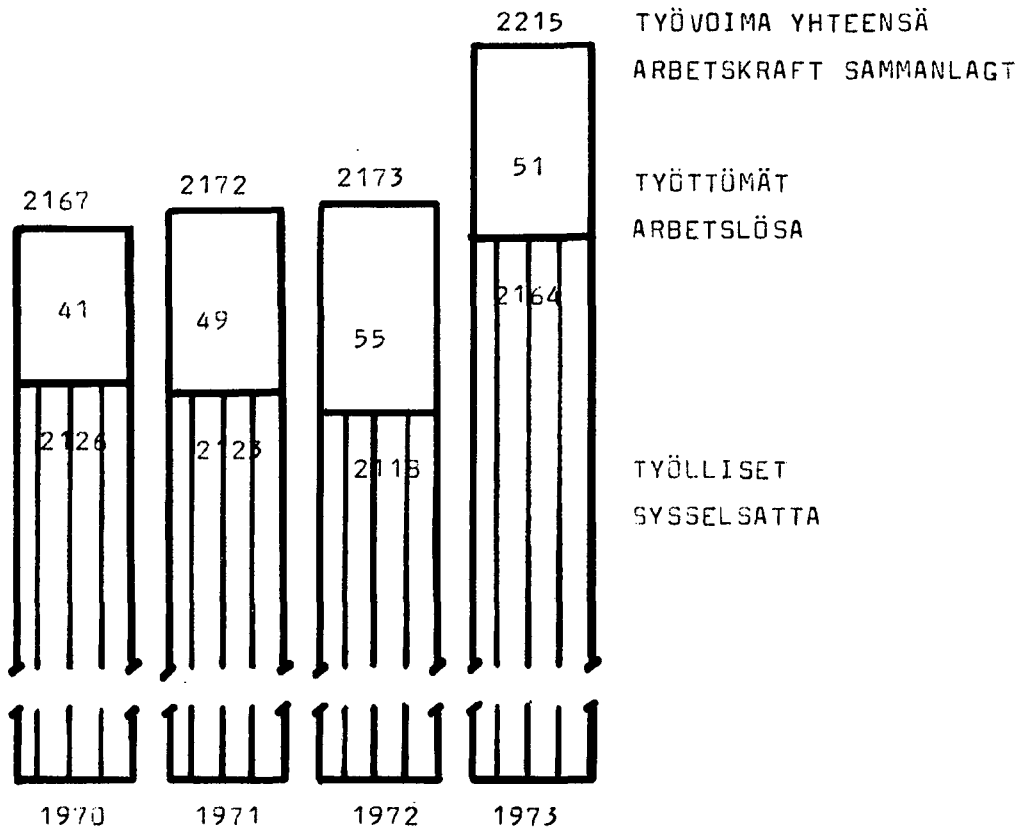 2215 TYÖVOIMA YHTEENSÄ
ARBETSKRAFT SAMMANLAGT
2167 2172 2173
51 TYÖTTÖMÄT
ARBETSLÖSA
41 49 55
2164
2126 2123 2118
TYÖLLISET
SYSSELSATTA
1970 1971 1972 1973